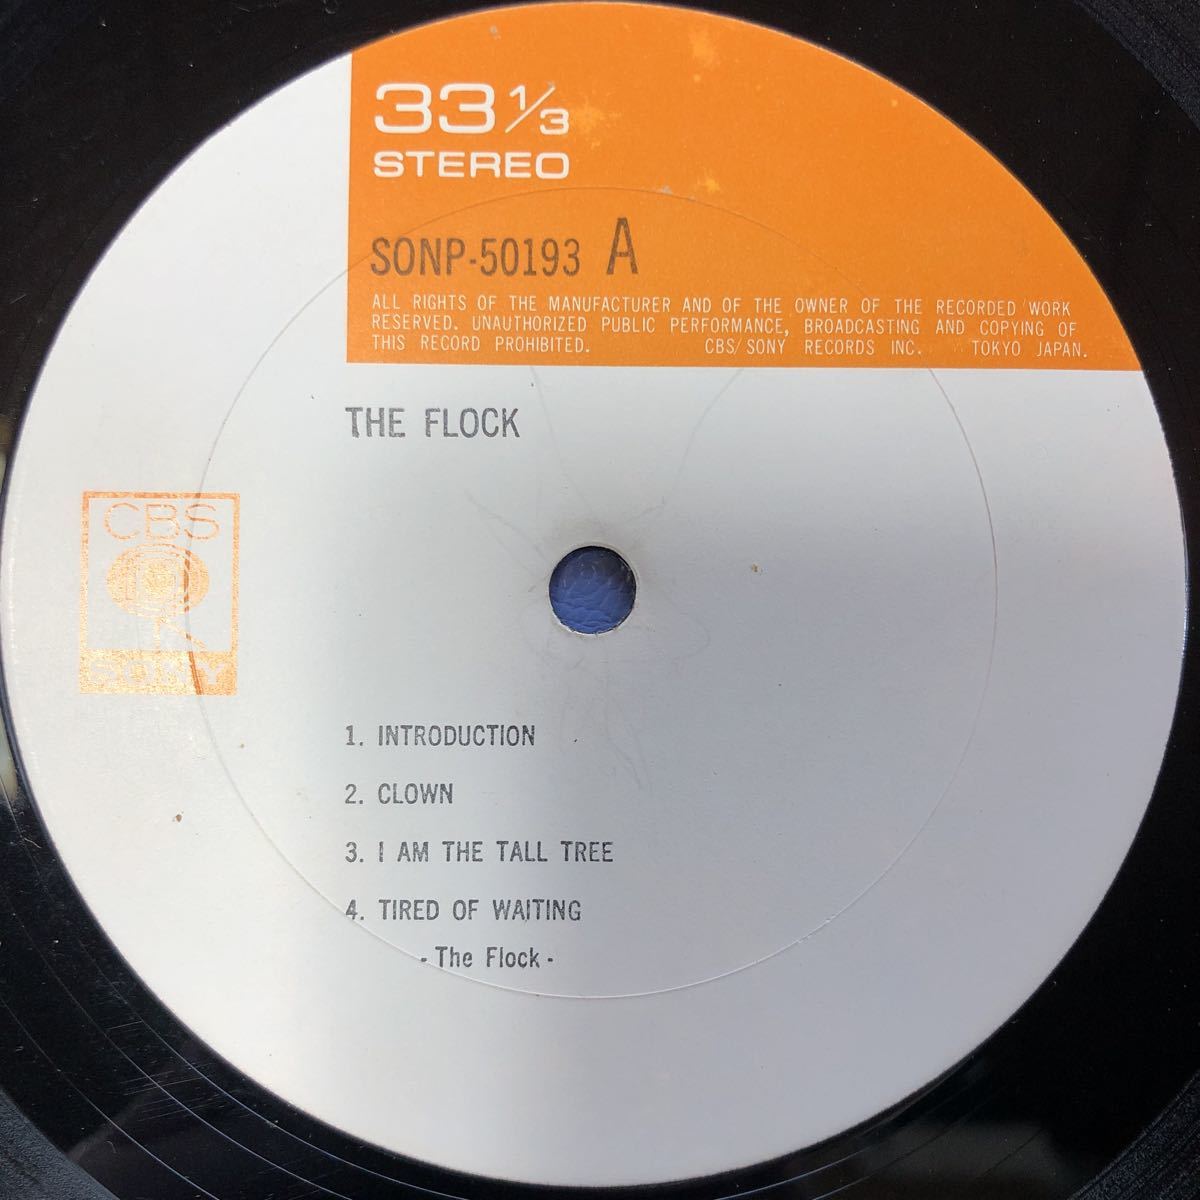 33 1/3
STEREO
SONP-50193 A
ALL RIGHTS OF THE MANUFACTURER AND OF THE OWNER OF THE RECORDED WORK
RESERVED. UNAUTHORIZED PUBLIC PERFORMANCE, BROADCASTING AND COPYING OF
THIS RECORD PROHIBITED. CBS/SONY RECORDS INC. TOKYO JAPAN.
THE FLOCK
CBS
SONY
1. INTRODUCTION
2. CLOWN
3. I AM THE TALL TREE
4. TIRED OF WAITING
- The Flock -